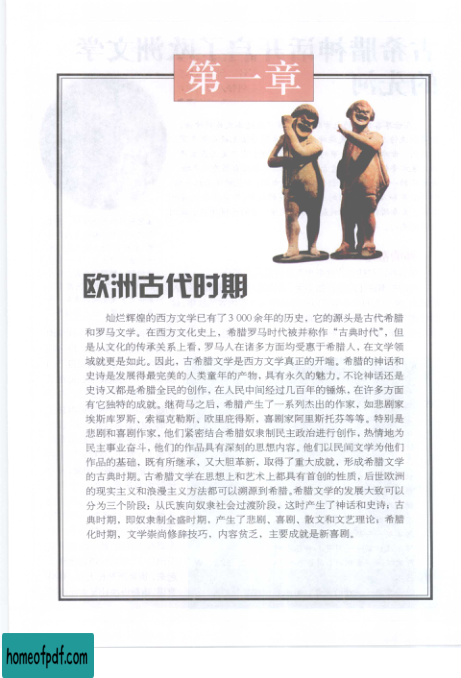 第一章
欧洲古代时期
灿烂辉煌的西方文学已有了3 000余年的历史，它的源头是古代希腊
和罗马文学。在西方文化史上，希腊罗马时代被并称作“古典时代”，但
是从文化的传承关系上看，罗马人在诸多方面均受惠于希腊人，在文学领
域就更是如此。因此，古希腊文学是西方文学真正的开端。希腊的神话和
史诗是发展得最完美的人类童年的产物，具有永久的魅力。不论神话还是
史诗又都是希腊全民的创作，在人民中间经过几百年的锤炼，在许多方面
有它独特的成就。继荷马之后，希腊产生了一系列杰出的作家，如悲剧家
埃斯库罗斯、索福克勒斯、欧里庇得斯，喜剧家阿里斯托芬等等。特别是
悲剧和喜剧作家，他们紧密结合希腊奴隶制民主政治进行创作，热情地为
民主事业奋斗，他们的作品具有深刻的思想内容，他们以民间文学为他们
作品的基础，既有所继承，又大胆革新，取得了重大成就，形成希腊文学
的古典时期。古希腊文学在思想上和艺术上都具有首创的性质，后世欧洲
的现实主义和浪漫主义方法都可以溯源到希腊。希腊文学的发展大致可以
分为三个阶段：从氏族向奴隶社会过渡阶段，这时产生了神话和史诗；古
典时期，即奴隶制全盛时期，产生了悲剧、喜剧、散文和文艺理论；希腊
化时期，文学崇尚修辞技巧，内容贫乏，主要成就是新喜剧。
homeofpdf.com